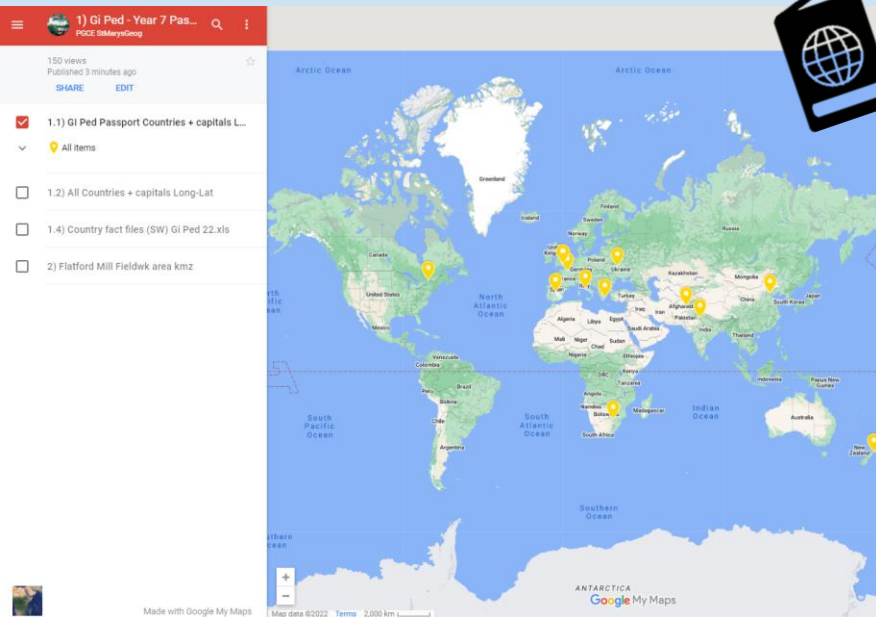 1) Gi Ped - Year 7 Pas...
PGCE StMarysGeog
150 views
Published 3 minutes ago
SHARE EDIT
1.1) GI Ped Passport Countries + capitals L...
All items
1.2) All Countries + capitals Long-Lat
1.4) Country fact files (SW) Gi Ped 22.xls
2) Flatford Mill Fieldwk area kmz
Made with Google My Maps
Arctic Ocean
Arctic Ocean
Greenland
Iceland
Finland
Sweden
Norway
Russia
Canada
Poland
Ukraine
Kazakhstan
Mongolia
United States
North
Atlantic
Ocean
Turkey
China
Japan
South Korea
Iraq
Iran
Pakistan
Mexico
Algeria
Libya
Egypt
Saudi Arabia
India
Thailand
Mali
Niger
Chad
Sudan
Nigeria
Ethiopia
Venezuela
Colombia
DRC
Kenya
Tanzania
Indonesia
Papua New
Guinea
Peru
Brazil
Bolivia
Angola
Namibia
Madagascar
South
Pacific
Ocean
Chile
South
Atlantic
Ocean
Indian
Ocean
Australia
South Africa
Argentina
New
Zealand
Southern
Ocean
ANTARCTICA
Google My Maps
+
−
Map data ©2022 Terms 2,000 km